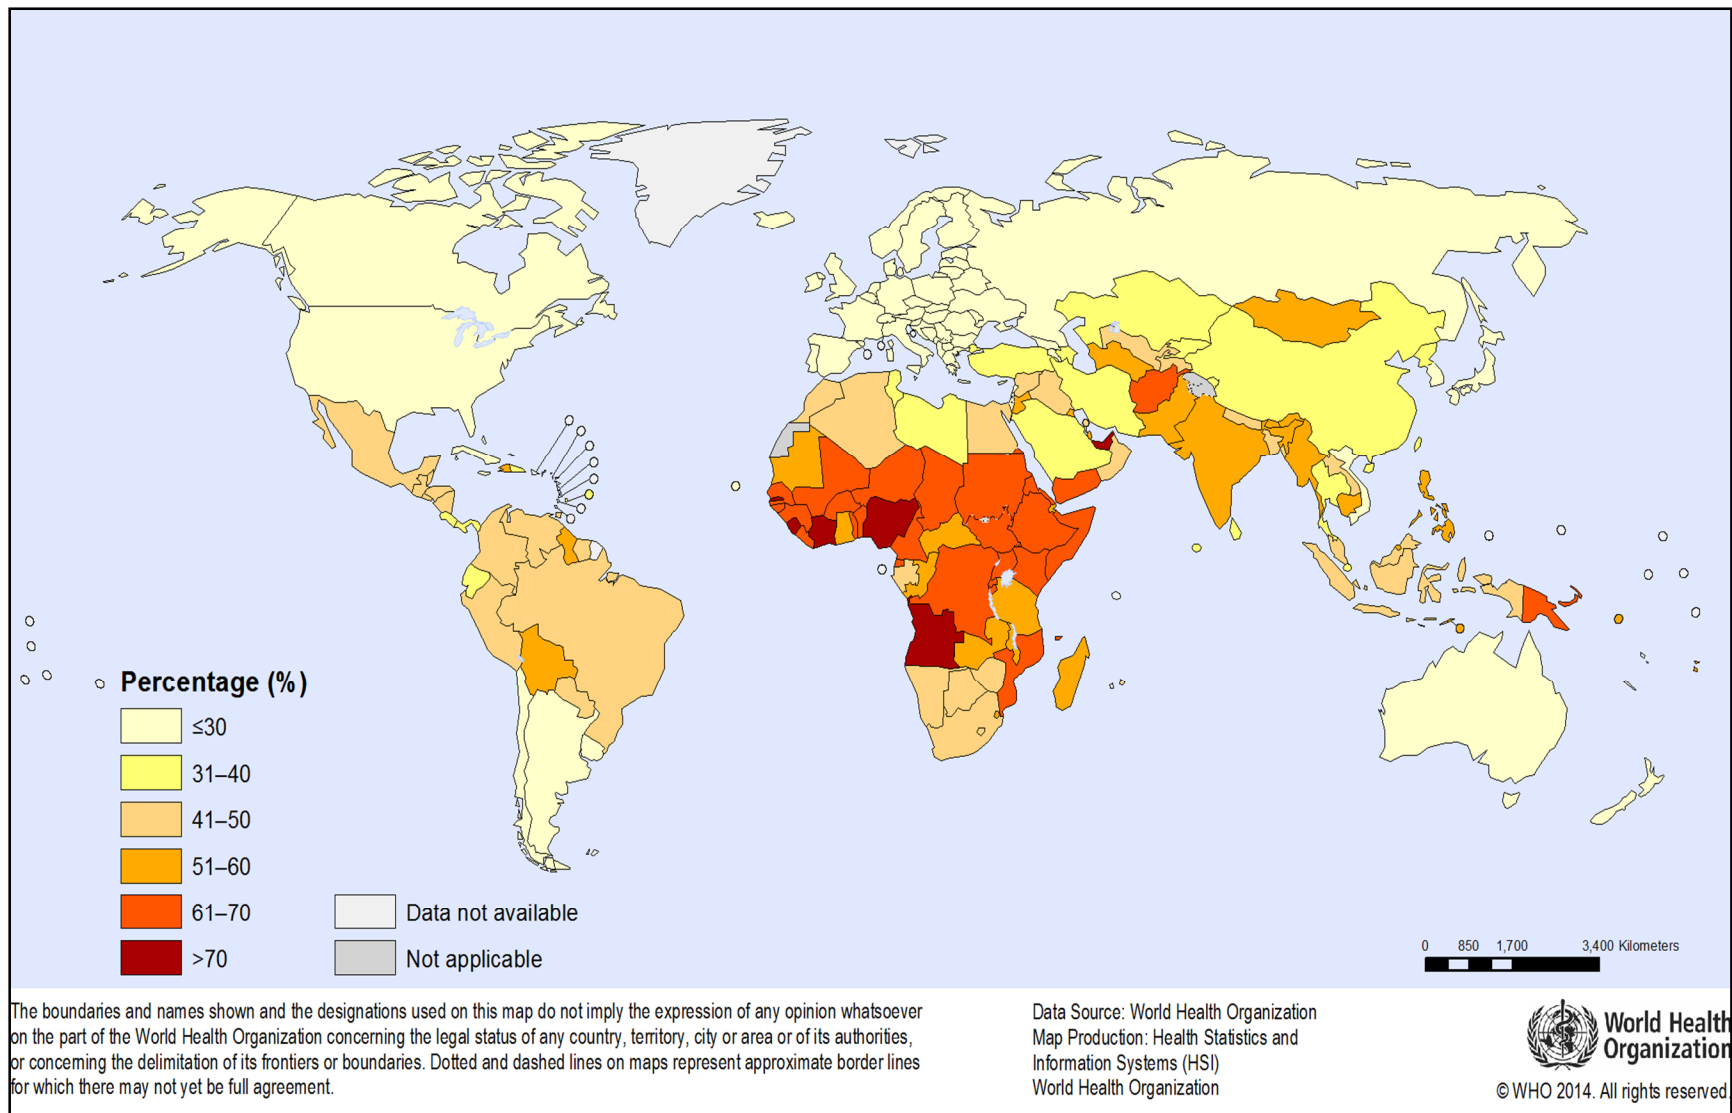 Percentage (%)
≤30
31–40
41–50
51–60
61–70
>70
Data not available
Not applicable
0 850 1,700 3,400 Kilometers
The boundaries and names shown and the designations used on this map do not imply the expression of any opinion whatsoever
on the part of the World Health Organization concerning the legal status of any country, territory, city or area or of its authorities,
or concerning the delimitation of its frontiers or boundaries. Dotted and dashed lines on maps represent approximate border lines
for which there may not yet be full agreement.
Data Source: World Health Organization
Map Production: Health Statistics and
Information Systems (HSI)
World Health Organization
World Health
Organization
© WHO 2014. All rights reserved.